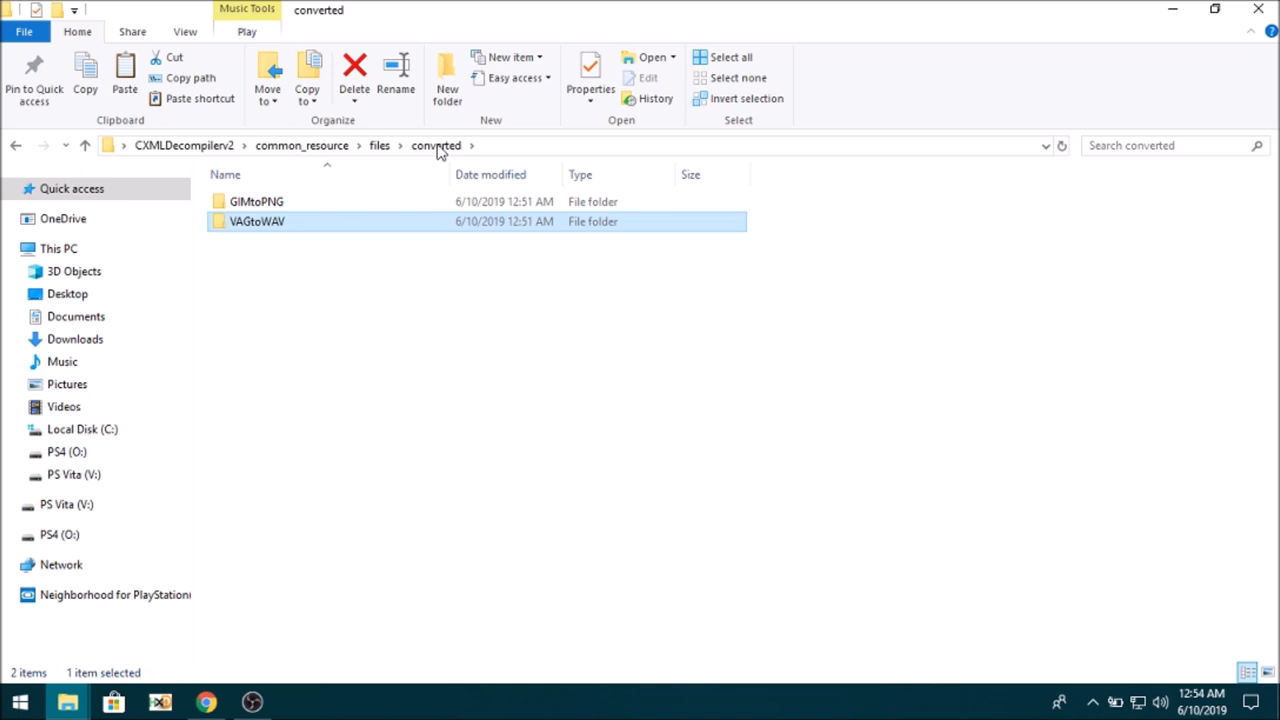 Music Tools
converted
File
Home
Share
View
Play
Pin to Quick access
Copy
Paste
Cut
Copy path
Paste shortcut
Clipboard
Move to
Copy to
Delete
Rename
Organize
New folder
New item
Easy access
New
Properties
Open
Edit
History
Open
Select all
Select none
Invert selection
Select
CXMLDecompilerv2 > common_resource > files > converted >
Search converted
Name
Date modified
Type
Size
GIMtoPNG 6/10/2019 12:51 AM File folder
VAGtoWAV 6/10/2019 12:51 AM File folder
Quick access
OneDrive
This PC
3D Objects
Desktop
Documents
Downloads
Music
Pictures
Videos
Local Disk (C:)
PS4 (O:)
PS Vita (V:)
PS Vita (V:)
PS4 (O:)
Network
Neighborhood for PlayStation(
2 items
1 item selected
12:54 AM
6/10/2019